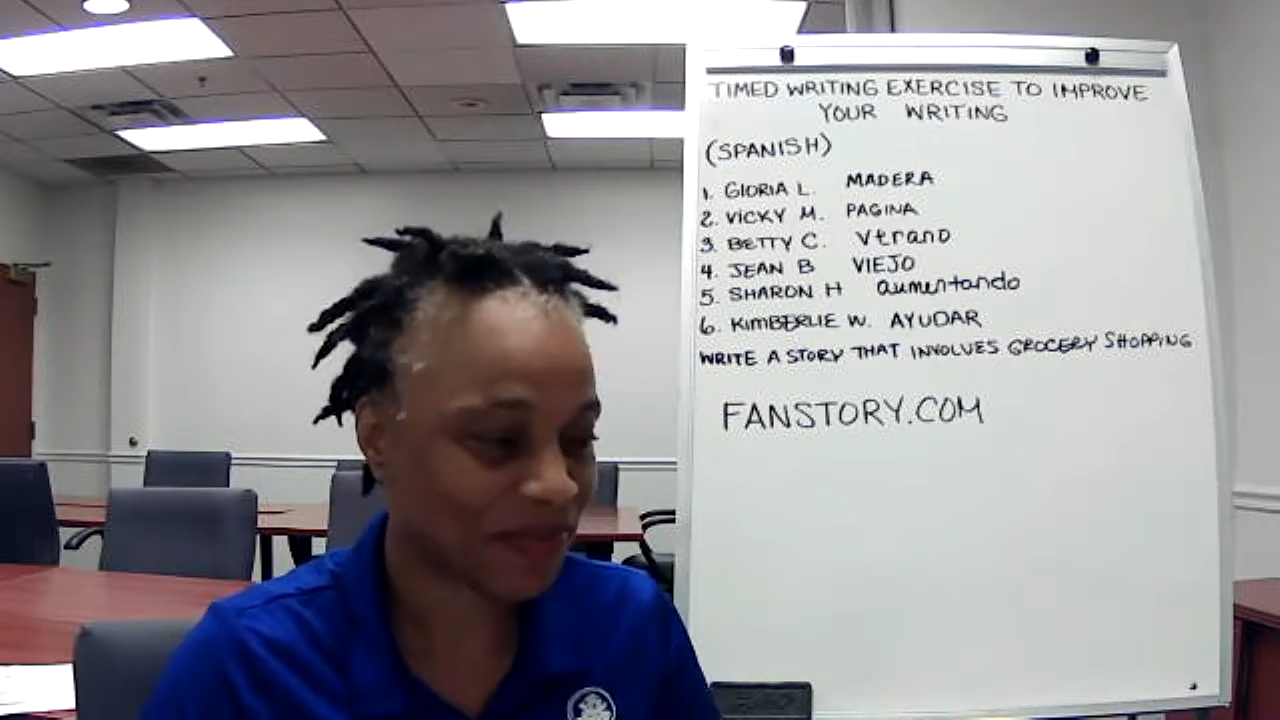 TIMED WRITING EXERCISE TO IMPROVE
YOUR WRITING
(SPANISH)
1. GLORIA L. MADERA
2. VICKY M. PAGINA
3. BETTY C. Verano
4. JEAN B VIEJO
5. SHARON H aumentando
6. KIMBERLIE W. AYUDAR
WRITE A STORY THAT INVOLVES GROCERY SHOPPING
FANSTORY.COM